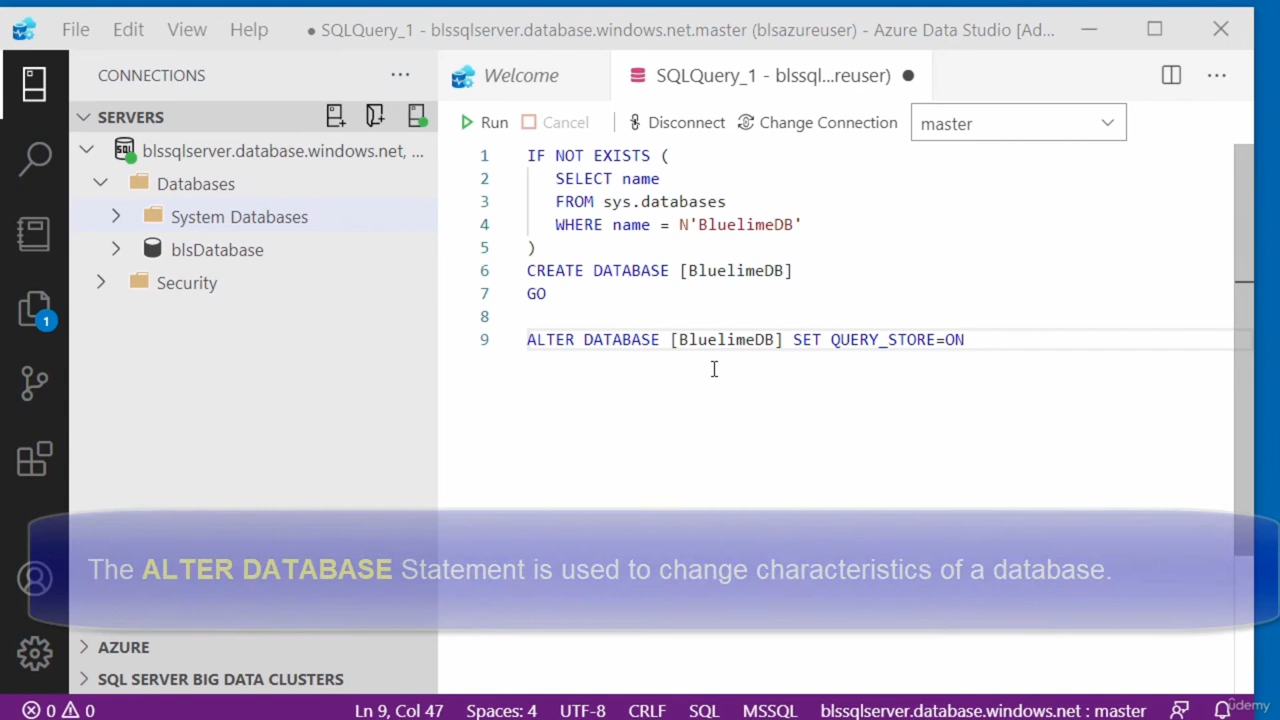 File Edit View Help ● SQLQuery_1 - blssqlserver.database.windows.net.master (blsazureuser) - Azure Data Studio [Ad...
CONNECTIONS ...
Welcome
SQLQuery_1 - blssql...reuser) ●
...
SERVERS
Run Cancel Disconnect Change Connection master
blssqlserver.database.windows.net, ...
Databases
System Databases
blsDatabase
Security
1
1 IF NOT EXISTS (
2 SELECT name
3 FROM sys.databases
4 WHERE name = N'BluelimeDB'
5 )
6 CREATE DATABASE [BluelimeDB]
7 GO
8
9 ALTER DATABASE [BluelimeDB] SET QUERY_STORE=ON
The ALTER DATABASE Statement is used to change characteristics of a database.
AZURE
SQL SERVER BIG DATA CLUSTERS
0 0 Ln 9, Col 47 Spaces: 4 UTF-8 CRLF SQL MSSQL blssqlserver.database.windows.net : master
udemy